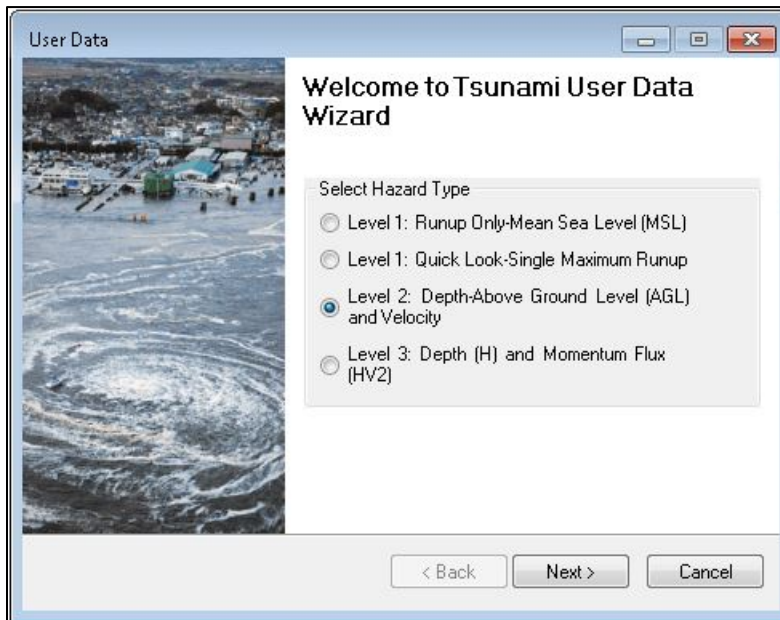 User Data
Welcome to Tsunami User Data
Wizard
Select Hazard Type
Level 1: Runup Only-Mean Sea Level (MSL)
Level 1: Quick Look-Single Maximum Runup
Level 2: Depth-Above Ground Level (AGL)
and Velocity
Level 3: Depth (H) and Momentum Flux
(HV2)
< Back
Next >
Cancel